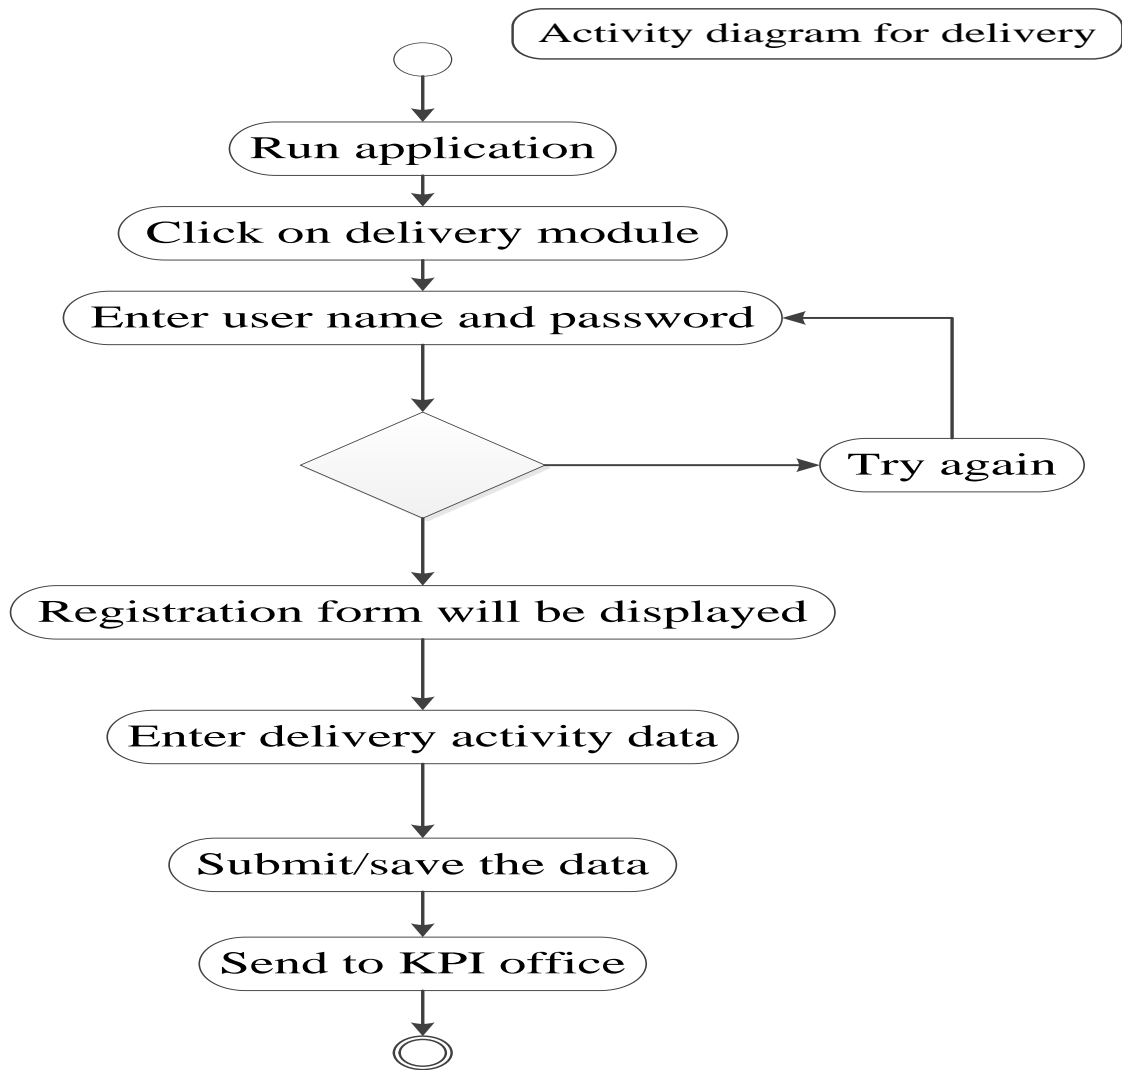 Activity diagram for delivery
Run application
Click on delivery module
Enter user name and password
Try again
Registration form will be displayed
Enter delivery activity data
Submit/save the data
Send to KPI office